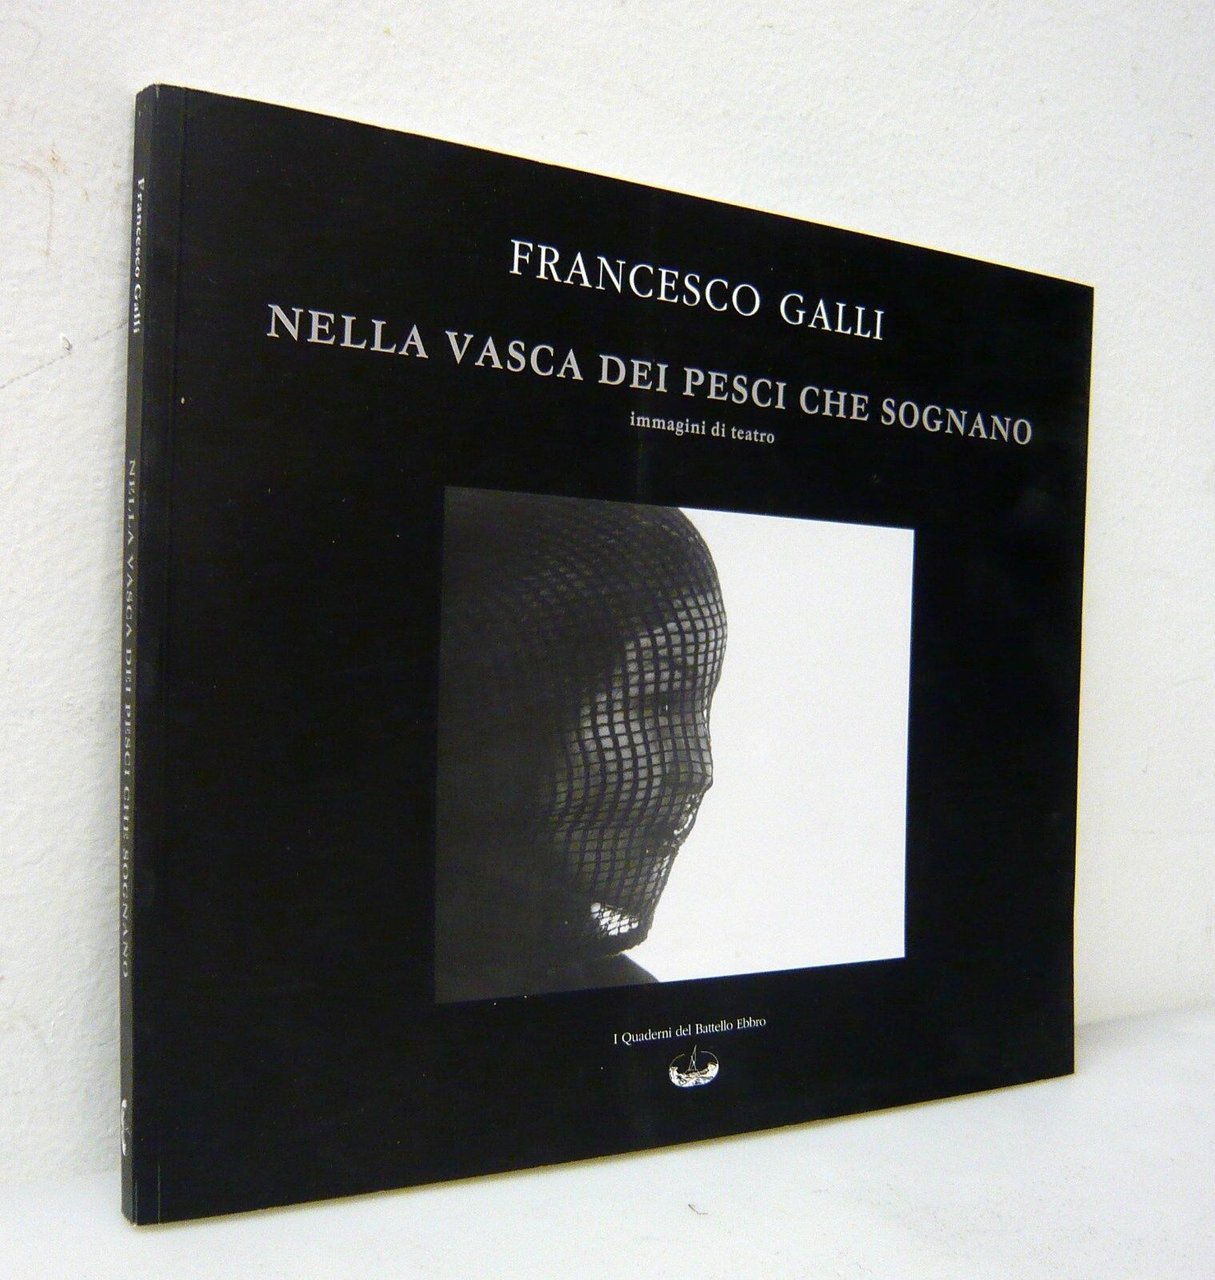 FRANCESCO GALLI
NELLA VASCA DEI PESCI CHE SOGNANO
immagini di teatro
I Quaderni del Battello Ebbro
Francesco Galli
NELLA VASCA DEI PESCI CHE SOGNANO